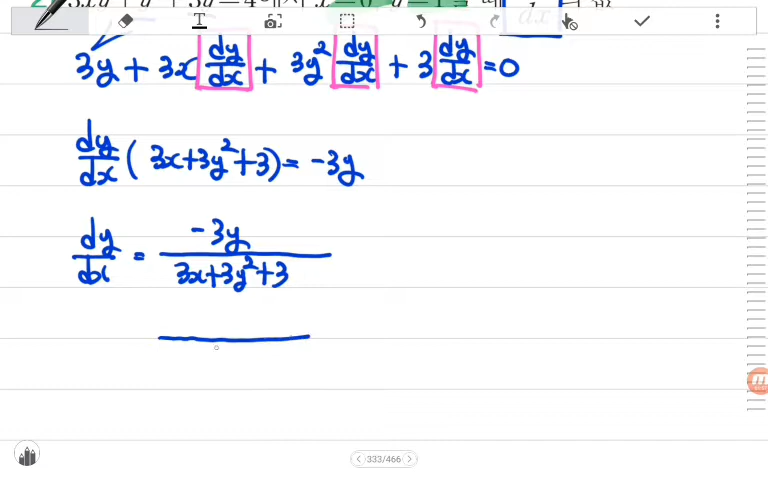 3y + 3x dy/dx + 3y² dy/dx + 3 dy/dx = 0
dy/dx ( 3x+3y²+3) = -3y
dy/dx = -3y / 3x+3y²+3
333/466